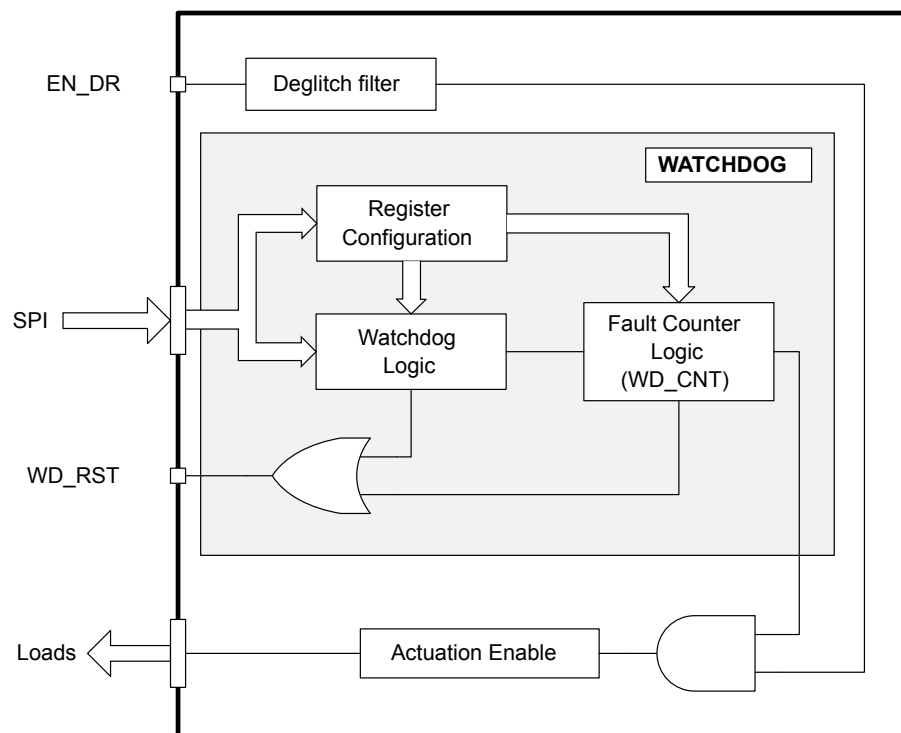 EN_DR
Deglitch filter
WATCHDOG
Register
Configuration
SPI
Watchdog
Logic
Fault Counter
Logic
(WD_CNT)
WD_RST
Loads
Actuation Enable